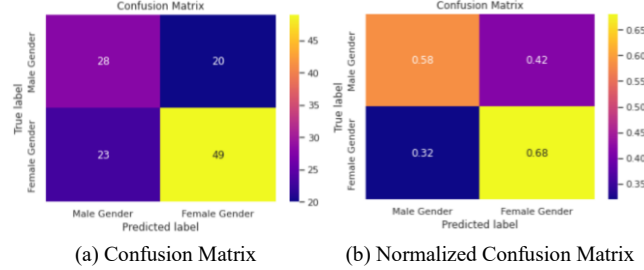 Confusion Matrix
Male Gender
Female Gender
True label
28
20
23
49
Male Gender
Female Gender
Predicted label
45
40
35
30
25
20
(a) Confusion Matrix
Confusion Matrix
Male Gender
Female Gender
True label
0.58
0.42
0.32
0.68
Male Gender
Female Gender
Predicted label
0.65
0.60
0.55
0.50
0.45
0.40
0.35
(b) Normalized Confusion Matrix